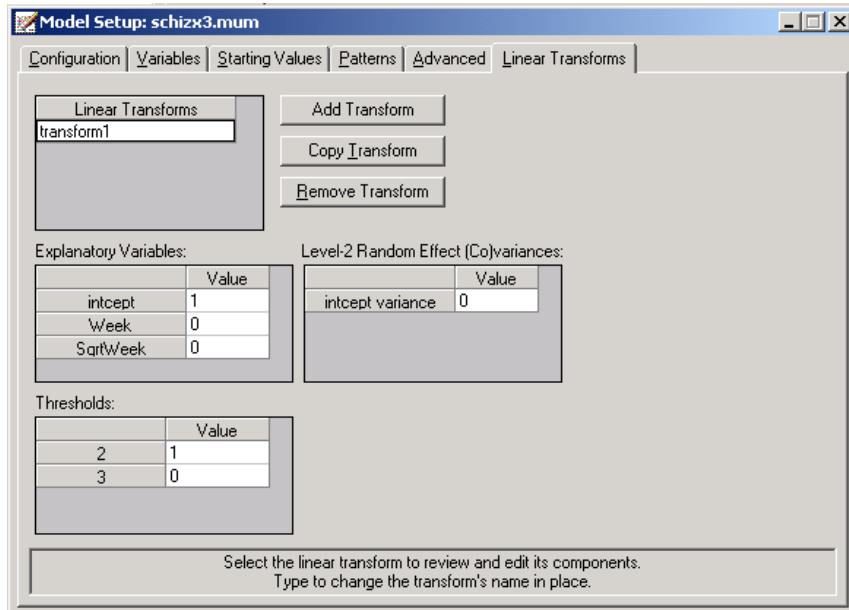 Model Setup: schizx3.mum
Configuration Variables Starting Values Patterns Advanced Linear Transforms
Linear Transforms
transform1
Add Transform
Copy Transform
Remove Transform
Explanatory Variables:
Value
intcept 1
Week 0
SqrtWeek 0
Level-2 Random Effect (Co)variances:
Value
intcept variance 0
Thresholds:
Value
2 1
3 0
Select the linear transform to review and edit its components.
Type to change the transform's name in place.